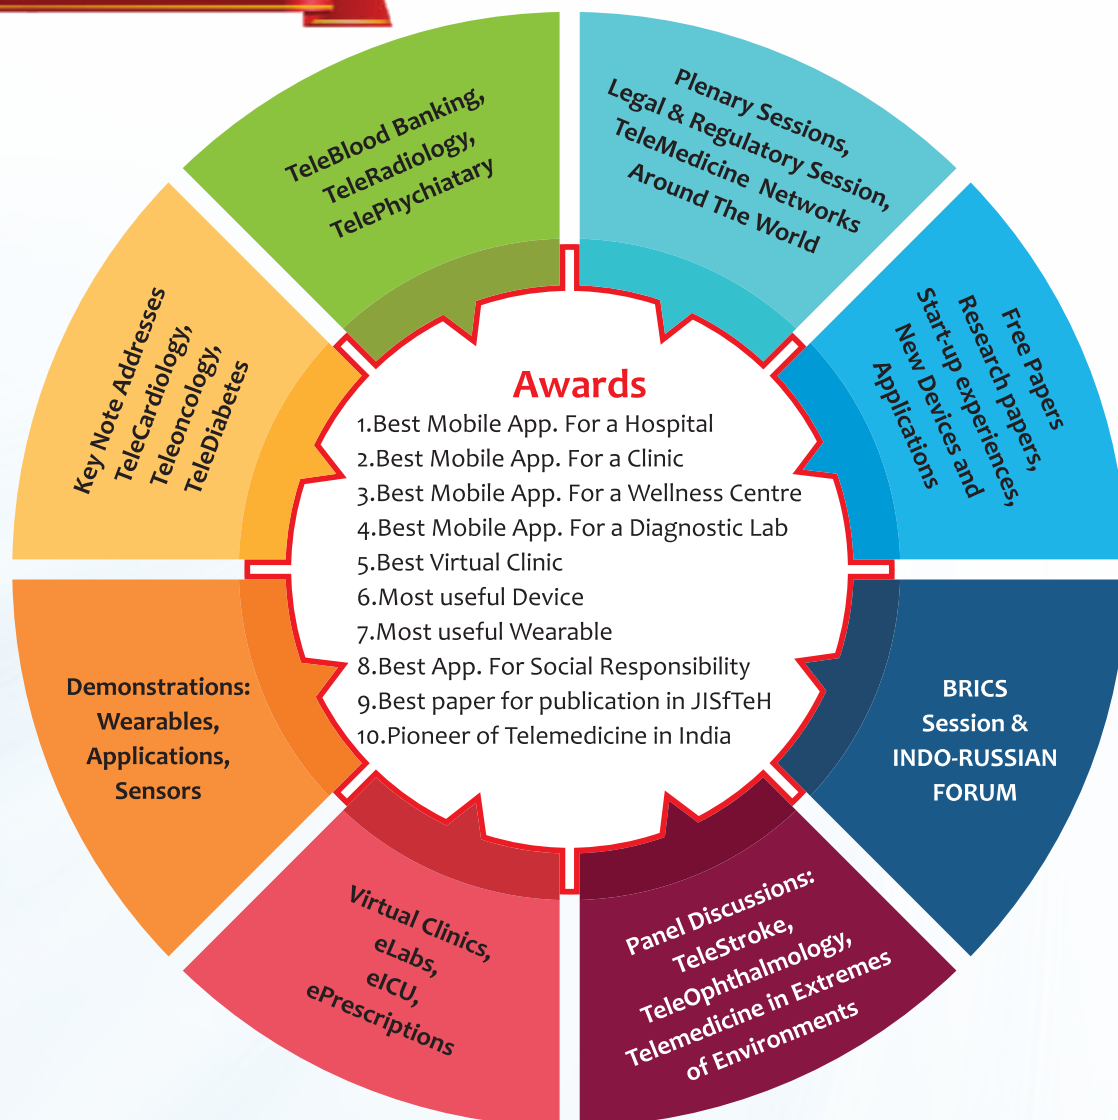 TeleBlood Banking,
TeleRadiology,
TelePhychiatary
Plenary Sessions,
Legal & Regulatory Session,
TeleMedicine Networks
Around The World
Free Papers
Research papers,
Start-up experiences,
New Devices and
Applications
BRICS
Session &
INDO-RUSSIAN
FORUM
Panel Discussions:
TeleStroke,
TeleOphthalmology,
Telemedicine in Extremes
of Environments
Virtual Clinics,
eLabs,
eICU,
ePrescriptions
Demonstrations:
Wearables,
Applications,
Sensors
Key Note Addresses
TeleCardiology,
Teleoncology,
TeleDiabetes
Awards
1.Best Mobile App. For a Hospital
2.Best Mobile App. For a Clinic
3.Best Mobile App. For a Wellness Centre
4.Best Mobile App. For a Diagnostic Lab
5.Best Virtual Clinic
6.Most useful Device
7.Most useful Wearable
8.Best App. For Social Responsibility
9.Best paper for publication in JISfTeH
10.Pioneer of Telemedicine in India